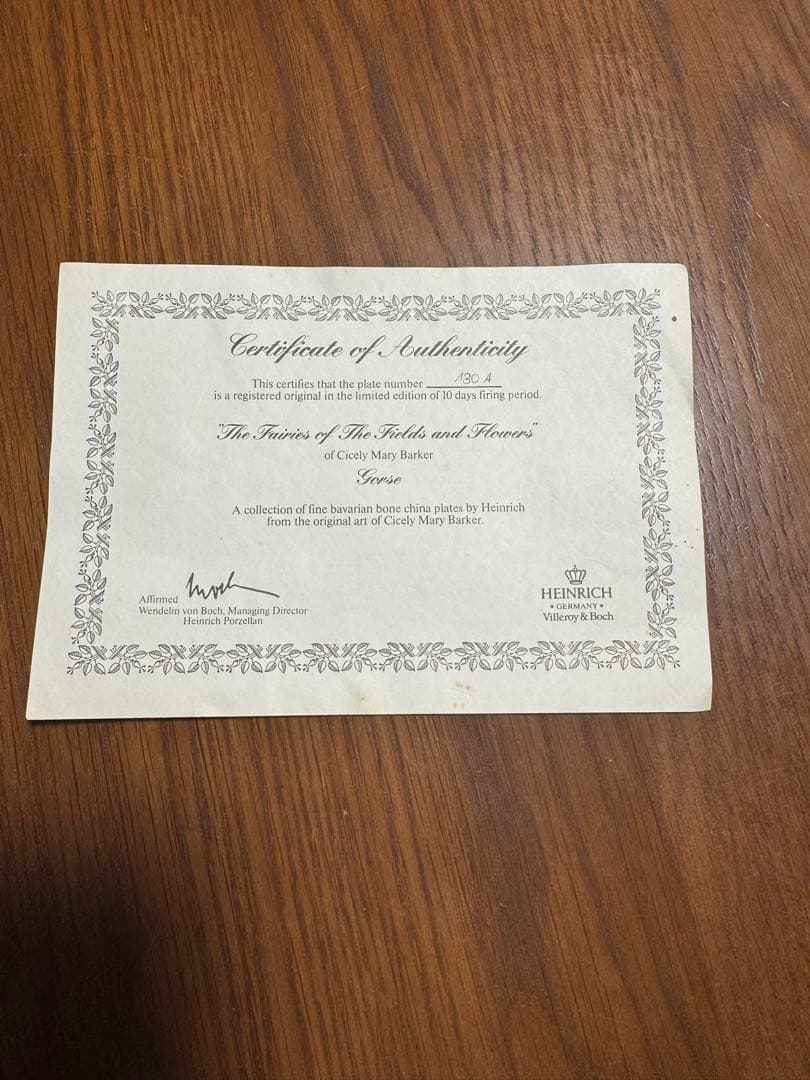 Certificate of Authenticity
This certifies that the plate number 130 A
is a registered original in the limited edition of 10 days firing period.
"The Fairies of The Fields and Flowers"
of Cicely Mary Barker
Gorse
A collection of fine bavarian bone china plates by Heinrich
from the original art of Cicely Mary Barker.
Affirmed
Wendelin von Boch, Managing Director
Heinrich Porzellan
HEINRICH
• GERMANY •
Villeroy & Boch